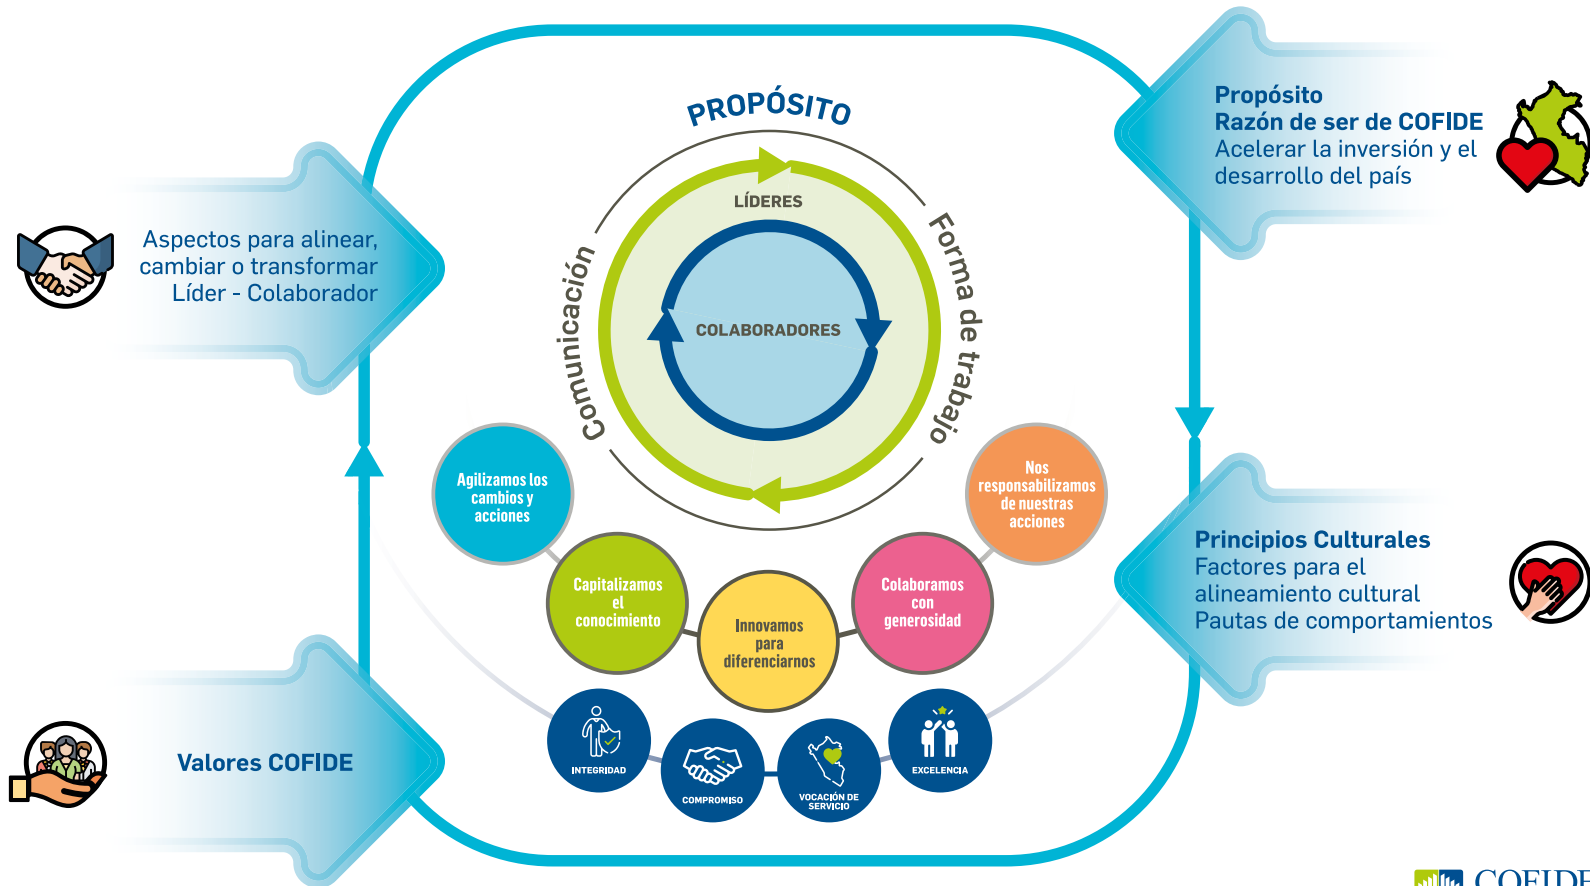 PROPÓSITO
Comunicación
Forma de trabajo
LÍDERES
COLABORADORES
Propósito
Razón de ser de COFIDE
Acelerar la inversión y el
desarrollo del país
Aspectos para alinear,
cambiar o transformar
Líder - Colaborador
Agilizamos los
cambios y
acciones
Capitalizamos
el
conocimiento
Innovamos
para
diferenciarnos
Colaboramos
con
generosidad
Nos
responsabilizamos
de nuestras
acciones
Principios Culturales
Factores para el
alineamiento cultural
Pautas de comportamientos
Valores COFIDE
INTEGRIDAD
COMPROMISO
VOCACIÓN DE
SERVICIO
EXCELENCIA
COFIDE